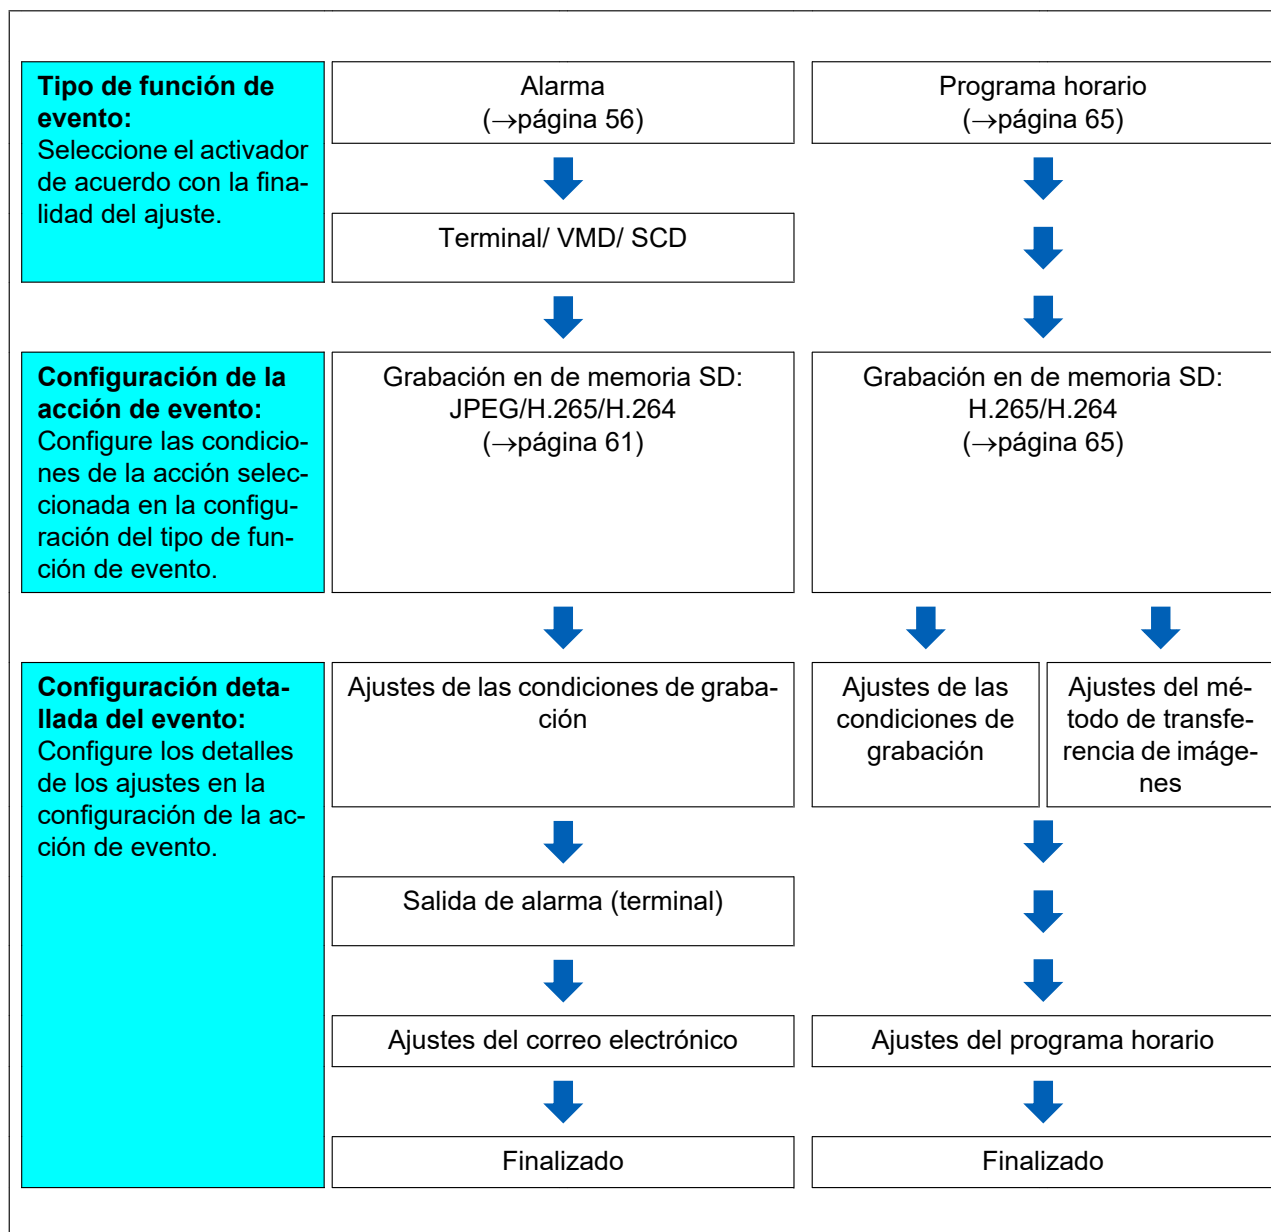 Tipo de función de
evento:
Seleccione el activador
de acuerdo con la fina-
lidad del ajuste.
Alarma
(→página 56)
Programa horario
(→página 65)
Terminal/ VMD/ SCD
Configuración de la
acción de evento:
Configure las condicio-
nes de la acción selec-
cionada en la configu-
ración del tipo de fun-
ción de evento.
Grabación en de memoria SD:
JPEG/H.265/H.264
(→página 61)
Grabación en de memoria SD:
H.265/H.264
(→página 65)
Configuración deta-
llada del evento:
Configure los detalles
de los ajustes en la
configuración de la ac-
ción de evento.
Ajustes de las condiciones de graba-
ción
Ajustes de las
condiciones de
grabación
Ajustes del mé-
todo de transfe-
rencia de imáge-
nes
Salida de alarma (terminal)
Ajustes del correo electrónico
Ajustes del programa horario
Finalizado
Finalizado